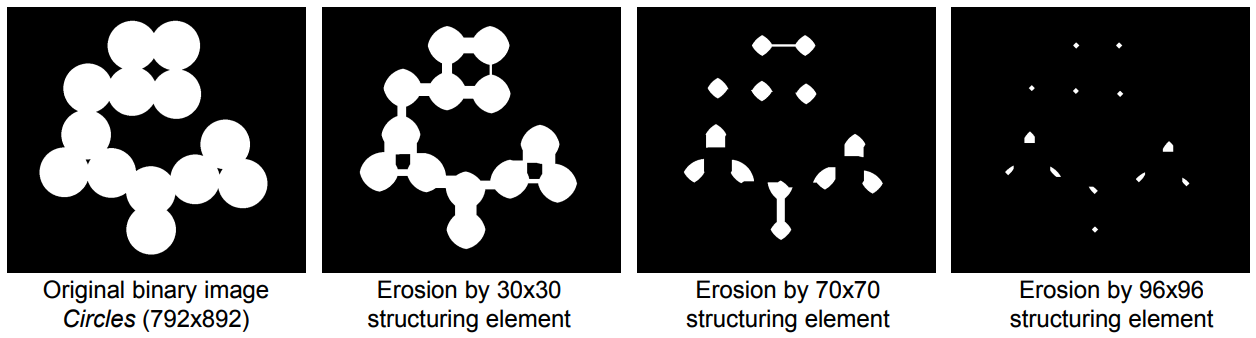 Original binary image
Circles (792x892)
Erosion by 30x30
structuring element
Erosion by 70x70
structuring element
Erosion by 96x96
structuring element